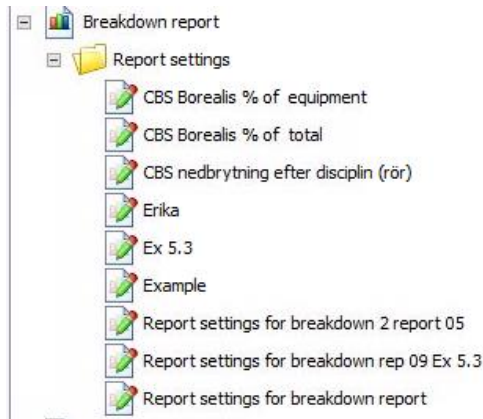 Breakdown report
Report settings
CBS Borealis % of equipment
CBS Borealis % of total
CBS nedbrytning efter disciplin (rör)
Erika
Ex 5.3
Example
Report settings for breakdown 2 report 05
Report settings for breakdown rep 09 Ex 5.3
Report settings for breakdown report